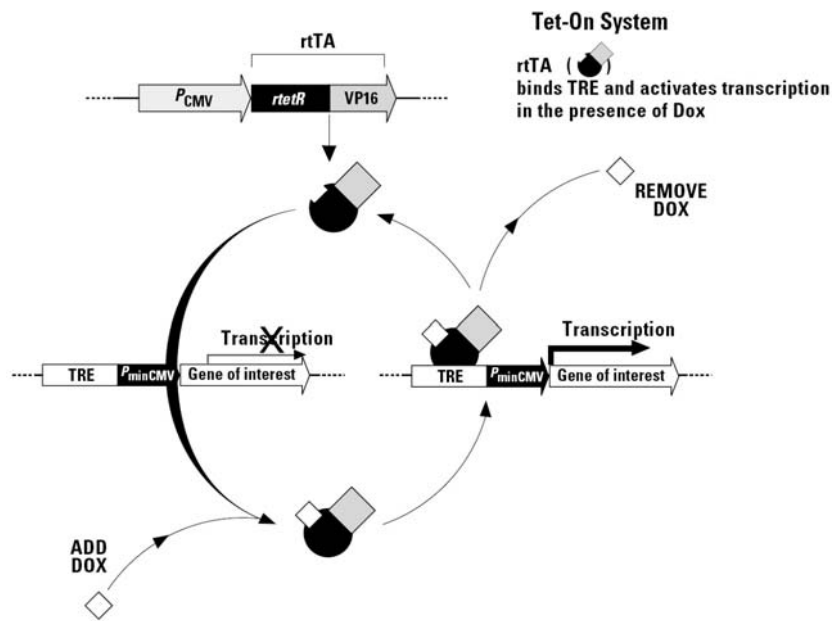 Tet-On System
rtTA
rtTA ( )
binds TRE and activates transcription
in the presence of Dox
PCMV rtetR VP16
REMOVE
DOX
Transcription
TRE PminCMV Gene of interest
Transcription
TRE PminCMV Gene of interest
ADD
DOX